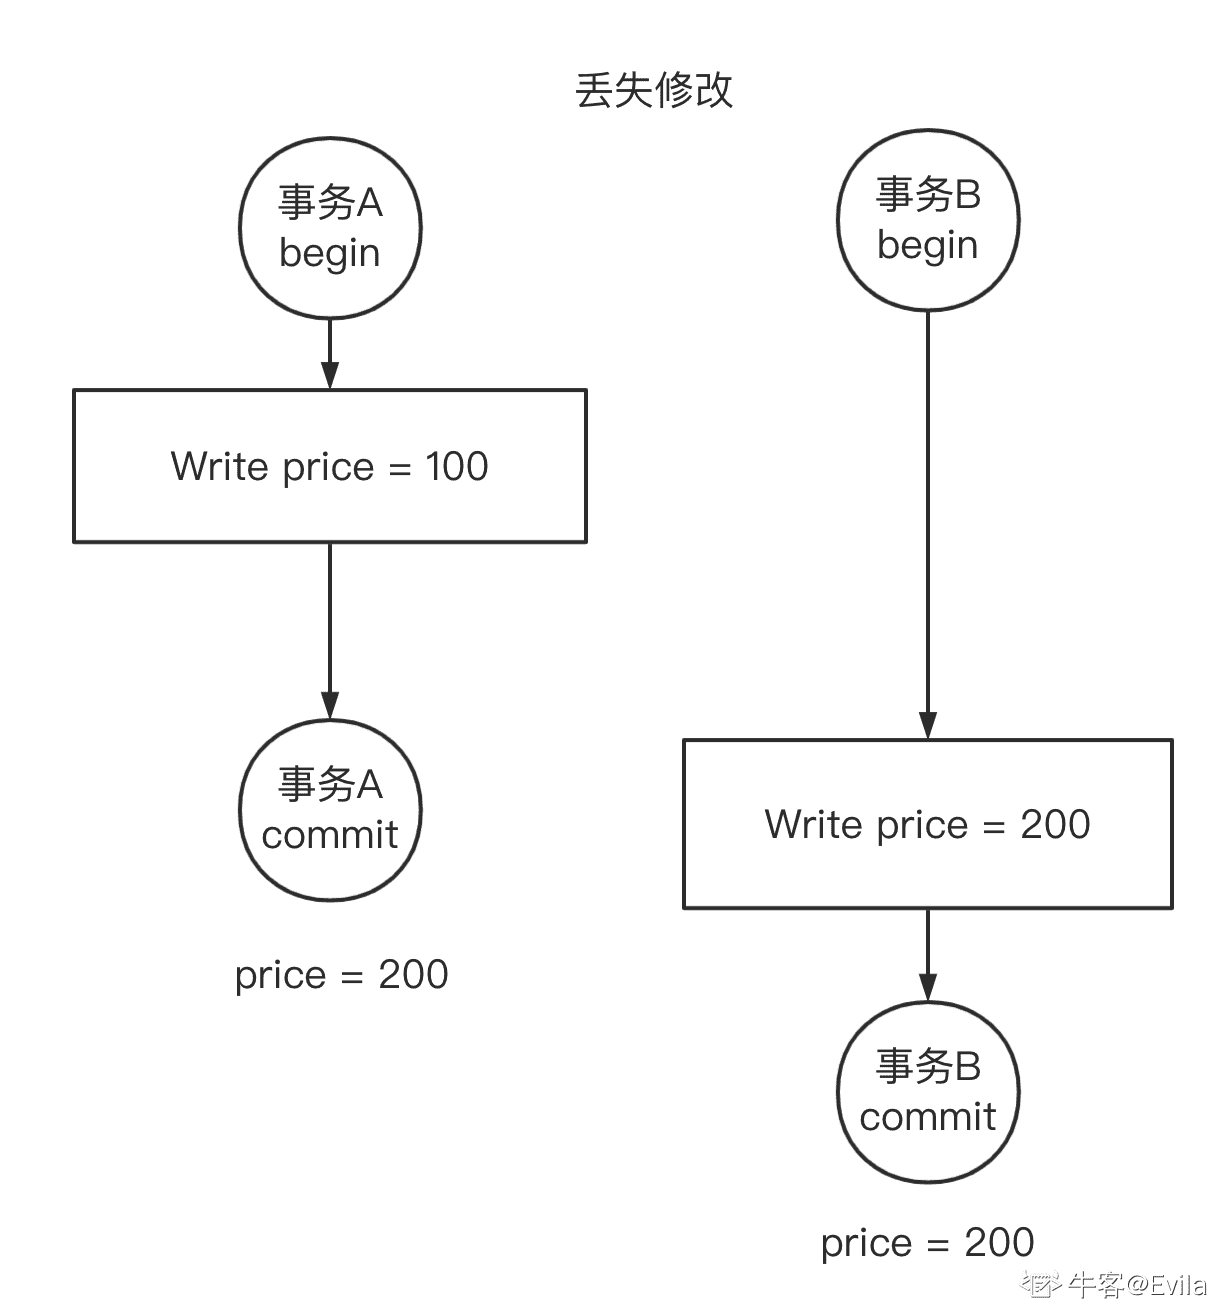 丢失修改
事务A
begin
事务B
begin
Write price = 100
事务A
commit
Write price = 200
price = 200
事务B
commit
price = 200
牛客@Evila